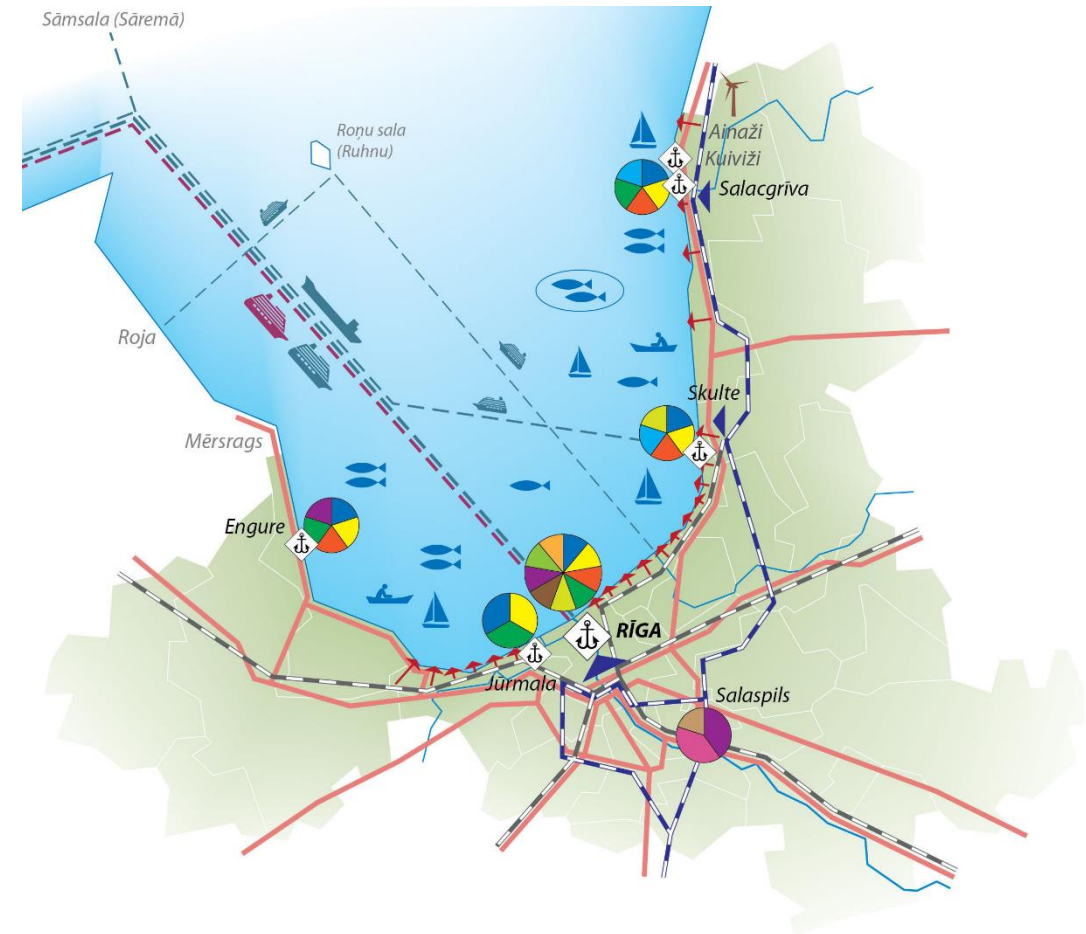 Sāmsala (Sāremā)
Roņu sala
(Ruhnu)
Ainaži
Kuiviži
Salacgrīva
Roja
Skulte
Mērsrags
Engure
RĪGA
Jūrmala
Salaspils